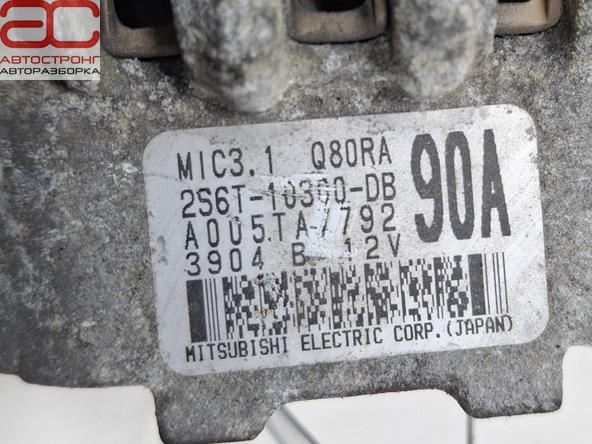 АС
АВТОСТРОНГ
АВТОРАЗБОРКА
MIC3.1 Q80RA
2S6T-10300-DB
90A
A005TA7792
3904 B 12V
MITSUBISHI ELECTRIC CORP.(JAPAN)